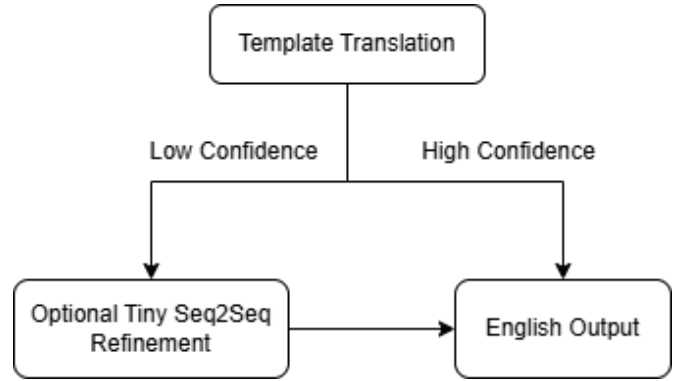 Template Translation
Low Confidence
High Confidence
Optional Tiny Seq2Seq
Refinement
English Output